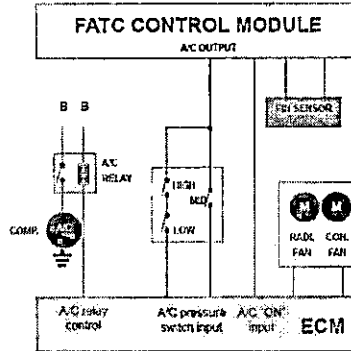 FATC CONTROL MODULE
A/C OUTPUT
FIN SENSOR
B B
A/C
RELAY
HIGH
MID
LOW
COMP.
M M
RADI. CON.
FAN FAN
A/C relay
control
A/C pressure
switch input
A/C "ON"
input
ECM